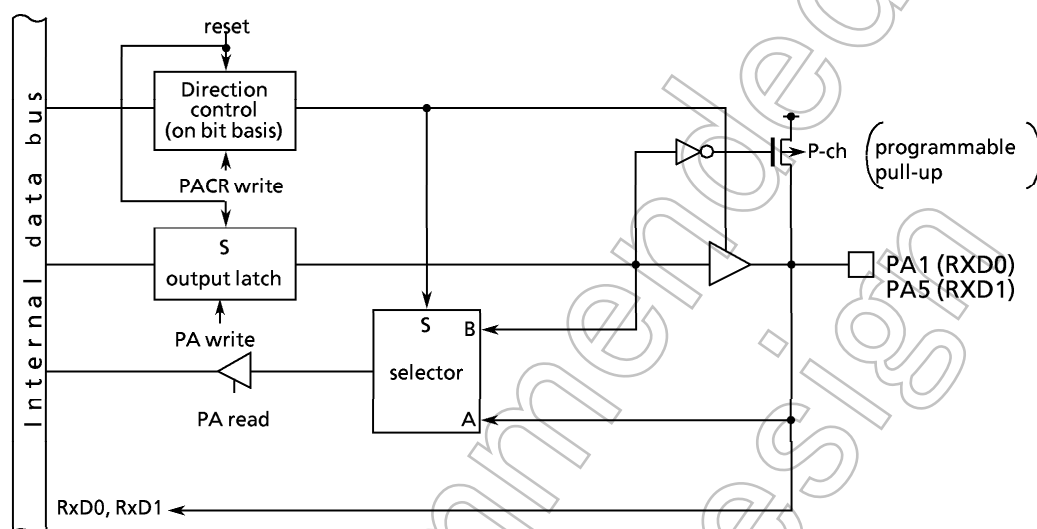 reset
Internal data bus
Direction
control
(on bit basis)
PACR write
S
output latch
PA write
PA read
S
B
selector
A
P-ch
programmable
pull-up
PA1 (RXD0)
PA5 (RXD1)
RxD0, RxD1